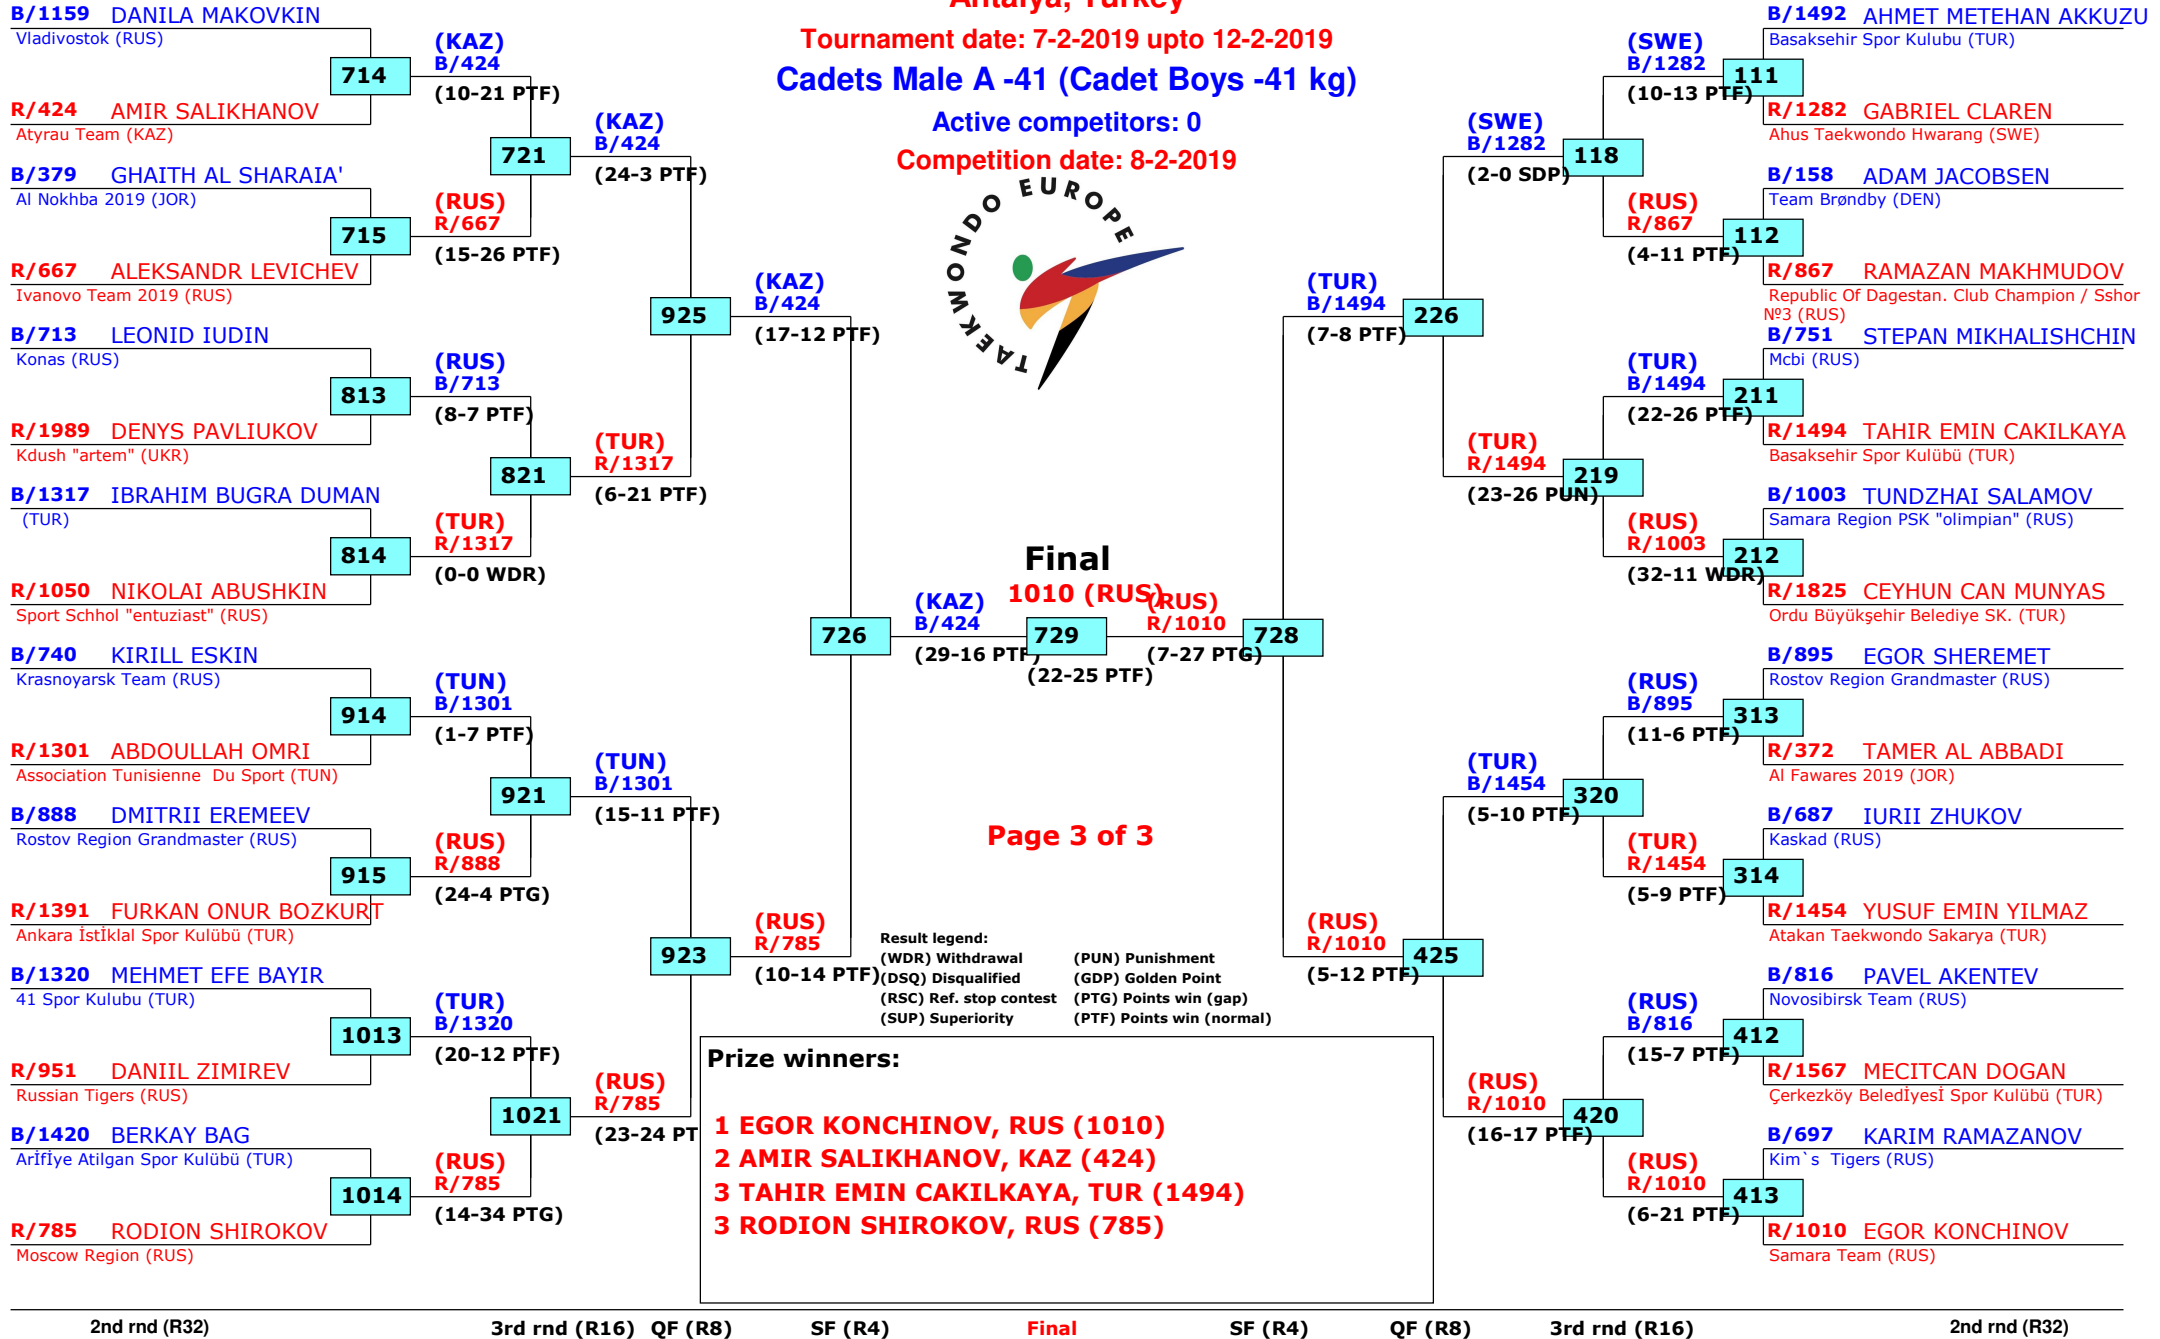 Antalya, Turkey
Tournament date: 7-2-2019 upto 12-2-2019
Cadets Male A -41 (Cadet Boys -41 kg)
Active competitors: 0
Competition date: 8-2-2019
TAEKWONDO EUROPE
B/1159 DANILA MAKOVKIN
Vladivostok (RUS)
714
R/424 AMIR SALIKHANOV
Atyrau Team (KAZ)
B/379 GHAITH AL SHARAIA'
Al Nokhba 2019 (JOR)
715
R/667 ALEKSANDR LEVICHEV
Ivanovo Team 2019 (RUS)
B/713 LEONID IUDIN
Konas (RUS)
813
R/1989 DENYS PAVLIUKOV
Kdush "artem" (UKR)
B/1317 IBRAHIM BUGRA DUMAN
(TUR)
814
R/1050 NIKOLAI ABUSHKIN
Sport Schhol "entuziast" (RUS)
B/740 KIRILL ESKIN
Krasnoyarsk Team (RUS)
914
R/1301 ABDOULLAH OMRI
Association Tunisienne Du Sport (TUN)
B/888 DMITRII EREMEEV
Rostov Region Grandmaster (RUS)
915
R/1391 FURKAN ONUR BOZKURT
Ankara İstİklal Spor Kulübü (TUR)
B/1320 MEHMET EFE BAYIR
41 Spor Kulubu (TUR)
1013
R/951 DANIIL ZIMIREV
Russian Tigers (RUS)
B/1420 BERKAY BAG
Arİfİye Atilgan Spor Kulübü (TUR)
1014
R/785 RODION SHIROKOV
Moscow Region (RUS)
(KAZ)
B/424
(10-21 PTF)
721
(RUS)
R/667
(15-26 PTF)
(RUS)
B/713
(8-7 PTF)
821
(TUR)
R/1317
(0-0 WDR)
(TUN)
B/1301
(1-7 PTF)
921
(RUS)
R/888
(24-4 PTG)
(TUR)
B/1320
(20-12 PTF)
1021
(RUS)
R/785
(14-34 PTG)
(KAZ)
B/424
(24-3 PTF)
925
(TUR)
R/1317
(6-21 PTF)
(TUN)
B/1301
(15-11 PTF)
923
(RUS)
R/785
(23-24 PT
(KAZ)
B/424
(17-12 PTF)
726
(RUS)
R/785
(10-14 PTF)
(KAZ)
B/424
(29-16 PTF)
Final
1010 (RUS)
729
(22-25 PTF)
(RUS)
R/1010
(7-27 PTG)
728
(TUR)
B/1494
(7-8 PTF)
226
(RUS)
R/1010
(5-12 PTF)
425
(SWE)
B/1282
(2-0 SDP)
118
(TUR)
R/1494
(23-26 PUN)
219
(TUR)
B/1454
(5-10 PTF)
320
(RUS)
R/1010
(16-17 PTF)
420
(SWE)
B/1282
(10-13 PTF)
111
(RUS)
R/867
(4-11 PTF)
112
(TUR)
B/1494
(22-26 PTF)
211
(RUS)
R/1003
(32-11 WDR)
212
(RUS)
B/895
(11-6 PTF)
313
(TUR)
R/1454
(5-9 PTF)
314
(RUS)
B/816
(15-7 PTF)
412
(RUS)
R/1010
(6-21 PTF)
413
B/1492 AHMET METEHAN AKKUZU
Basaksehir Spor Kulubu (TUR)
R/1282 GABRIEL CLAREN
Ahus Taekwondo Hwarang (SWE)
B/158 ADAM JACOBSEN
Team Brøndby (DEN)
R/867 RAMAZAN MAKHMUDOV
Republic Of Dagestan. Club Champion / Sshor
№3 (RUS)
B/751 STEPAN MIKHALISHCHIN
Mcbi (RUS)
R/1494 TAHIR EMIN CAKILKAYA
Basaksehir Spor Kulübü (TUR)
B/1003 TUNDZHAI SALAMOV
Samara Region PSK "olimpian" (RUS)
R/1825 CEYHUN CAN MUNYAS
Ordu Büyükşehir Belediye SK. (TUR)
B/895 EGOR SHEREMET
Rostov Region Grandmaster (RUS)
R/372 TAMER AL ABBADI
Al Fawares 2019 (JOR)
B/687 IURII ZHUKOV
Kaskad (RUS)
R/1454 YUSUF EMIN YILMAZ
Atakan Taekwondo Sakarya (TUR)
B/816 PAVEL AKENTEV
Novosibirsk Team (RUS)
R/1567 MECITCAN DOGAN
Çerkezköy Beledİyesİ Spor Kulübü (TUR)
B/697 KARIM RAMAZANOV
Kim`s Tigers (RUS)
R/1010 EGOR KONCHINOV
Samara Team (RUS)
Page 3 of 3
Result legend:
(WDR) Withdrawal (PUN) Punishment
(DSQ) Disqualified (GDP) Golden Point
(RSC) Ref. stop contest (PTG) Points win (gap)
(SUP) Superiority (PTF) Points win (normal)
Prize winners:
1 EGOR KONCHINOV, RUS (1010)
2 AMIR SALIKHANOV, KAZ (424)
3 TAHIR EMIN CAKILKAYA, TUR (1494)
3 RODION SHIROKOV, RUS (785)
2nd rnd (R32) 3rd rnd (R16) QF (R8) SF (R4) Final SF (R4) QF (R8) 3rd rnd (R16) 2nd rnd (R32)